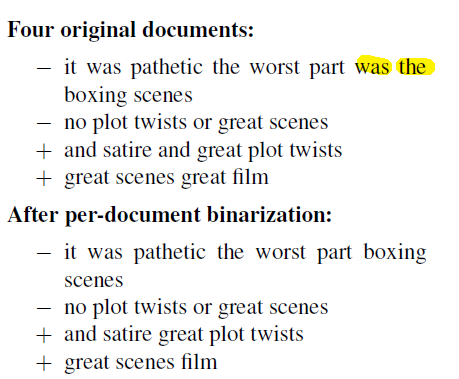 Four original documents:
− it was pathetic the worst part was the
boxing scenes
− no plot twists or great scenes
+ and satire and great plot twists
+ great scenes great film
After per-document binarization:
− it was pathetic the worst part boxing
scenes
− no plot twists or great scenes
+ and satire great plot twists
+ great scenes film